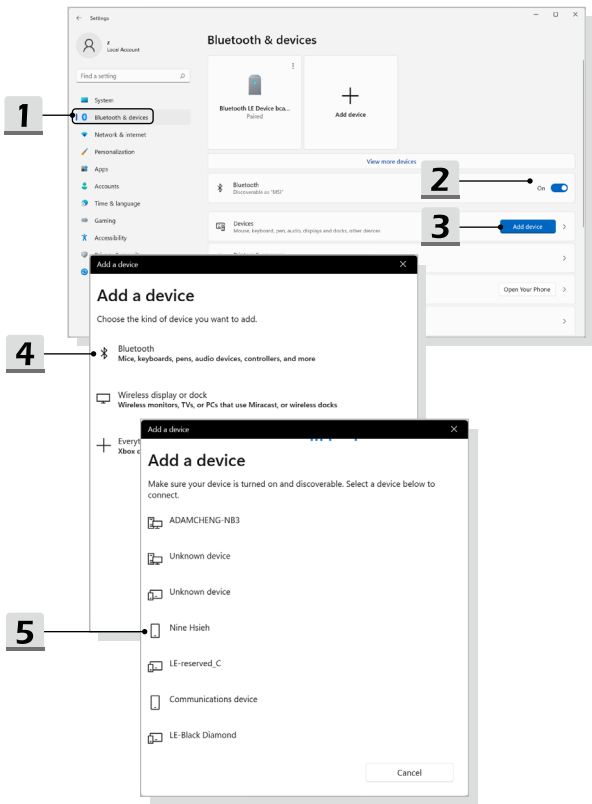 Settings
z
Local Account
Find a setting
System
Bluetooth & devices
Network & internet
Personalization
Apps
Accounts
Time & language
Gaming
Accessibility
Bluetooth & devices
Bluetooth LE Device bca...
Paired
Add device
View more devices
Bluetooth
Discoverable as "MSI"
On
Devices
Mouse, keyboard, pen, audio, displays and docks, other devices
Add device
Open Your Phone
1
2
3
Add a device
Add a device
Choose the kind of device you want to add.
4
Bluetooth
Mice, keyboards, pens, audio devices, controllers, and more
Wireless display or dock
Wireless monitors, TVs, or PCs that use Miracast, or wireless docks
Everyt
Xbox c
Add a device
Add a device
Make sure your device is turned on and discoverable. Select a device below to
connect.
ADAMCHENG-NB3
Unknown device
Unknown device
5
Nine Hsieh
LE-reserved_C
Communications device
LE-Black Diamond
Cancel